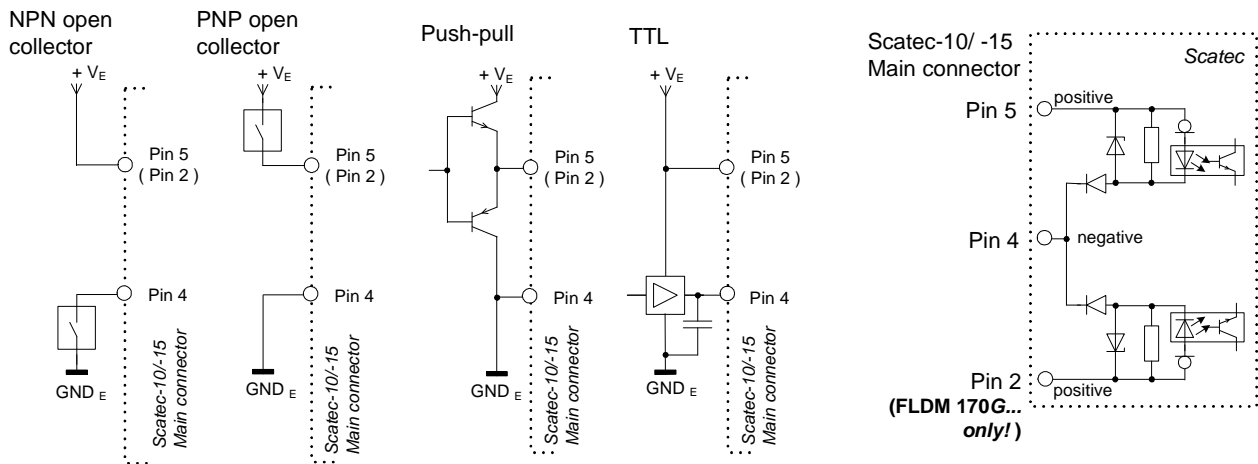 NPN open
collector
+ VE
Pin 5
( Pin 2 )
Pin 4
GND E
Scatec-10/-15
Main connector
PNP open
collector
+ VE
Pin 5
( Pin 2 )
Pin 4
GND E
Scatec-10/-15
Main connector
Push-pull
+ VE
Pin 5
( Pin 2 )
Pin 4
GND E
Scatec-10/-15
Main connector
TTL
+ VE
Pin 5
( Pin 2 )
Pin 4
GND E
Scatec-10/-15
Main connector
Scatec-10/ -15
Main connector
Scatec
Pin 5
positive
Pin 4
negative
Pin 2
positive
(FLDM 170G...
only! )